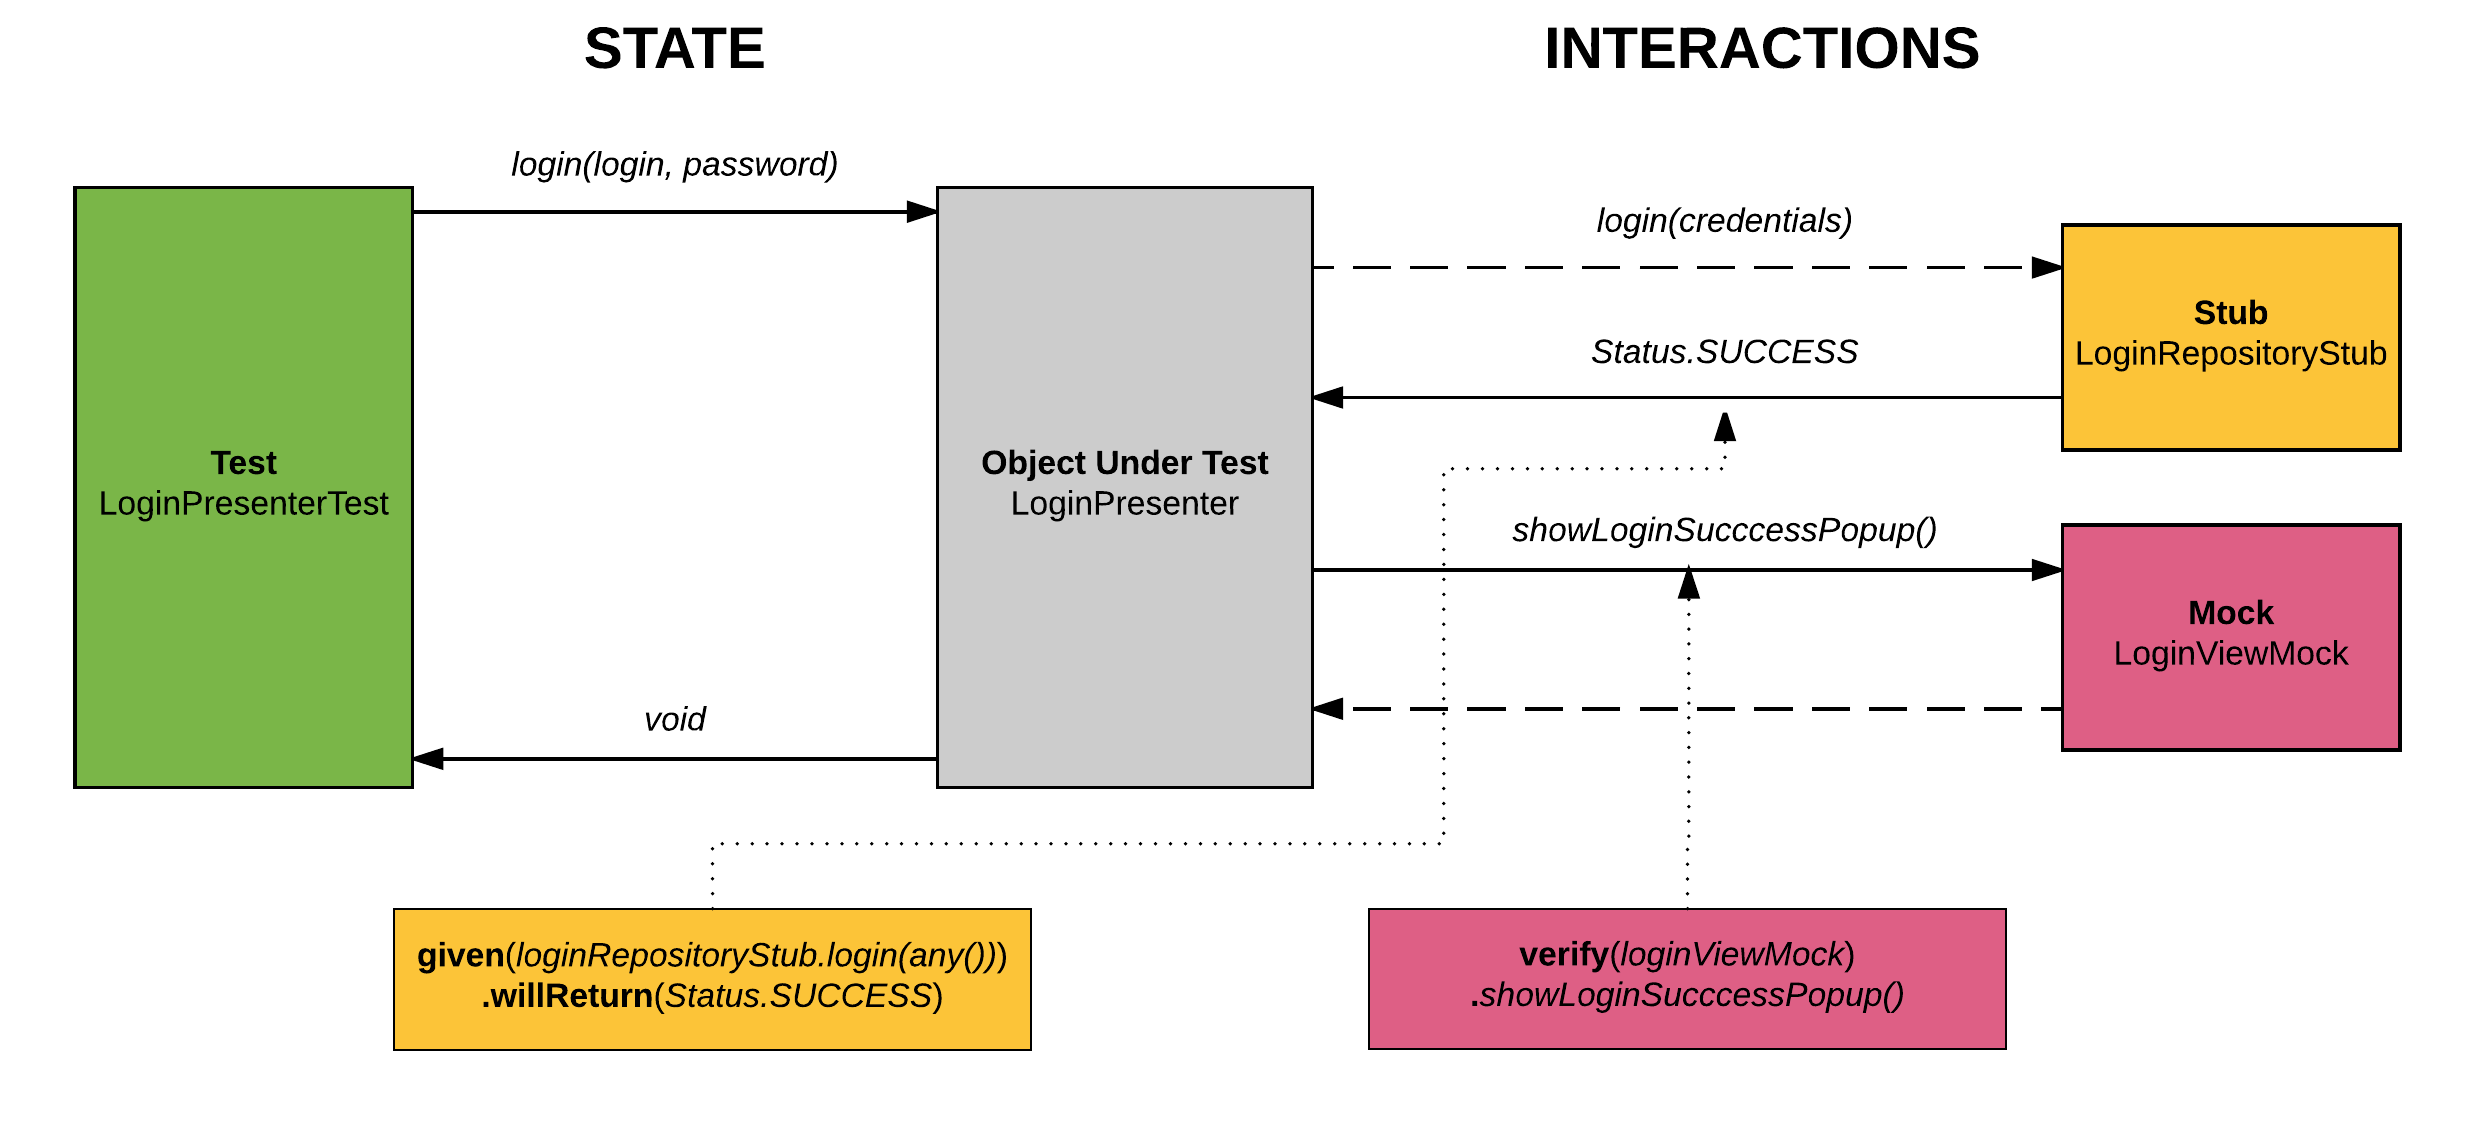 STATE
INTERACTIONS
login(login, password)
login(credentials)
Stub
LoginRepositoryStub
Status.SUCCESS
Test
LoginPresenterTest
Object Under Test
LoginPresenter
showLoginSucccessPopup()
Mock
LoginViewMock
void
given(loginRepositoryStub.login(any()))
.willReturn(Status.SUCCESS)
verify(loginViewMock)
.showLoginSucccessPopup()